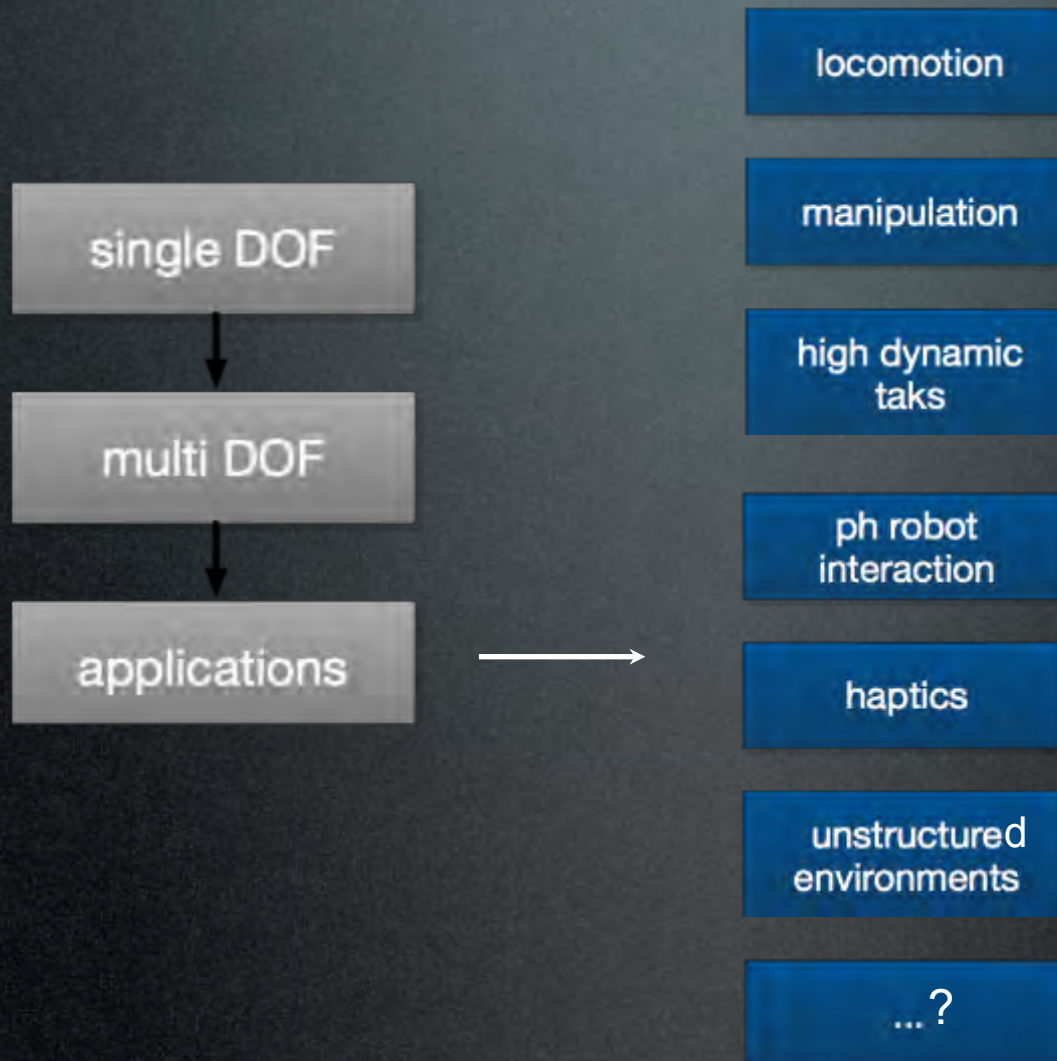 single DOF
multi DOF
applications
locomotion
manipulation
high dynamic
taks
ph robot
interaction
haptics
unstructured
environments
...?